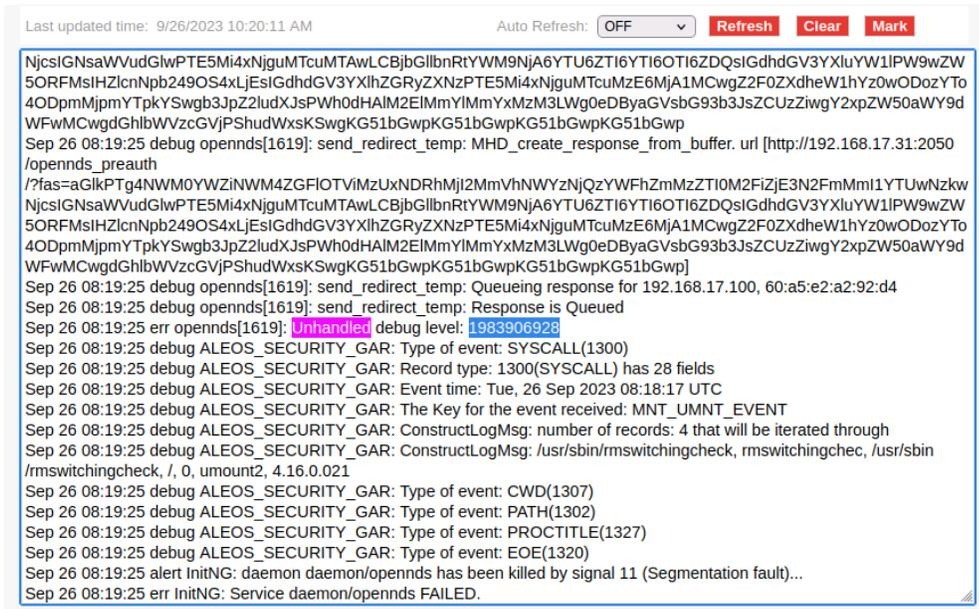 Last updated time: 9/26/2023 10:20:11 AM Auto Refresh: OFF Refresh Clear Mark
NjcsIGNsaWVudGlwPTE5Mi4xNjguMTcuMTAwLCBjbGllbnRtYWM9NjA6YTU6ZTI6YTI6OTI6ZDQsIGdhdGV3YXluYW1lPW9wZW
5ORFMsIHZlcnNpb249OS4xLjEsIGdhdGV3YXlhZGRyZXNzPTE5Mi4xNjguMTcuMzE6MjA1MCwgZ2F0ZXdheW1hYz0wODozYTo
4ODpmMjpmYTpkYSwgb3JpZ2ludXJsPWh0dHAlM2ElMmYlMmYxMzM3LWg0eDByaGVsbG93b3JsZCUzZiwgY2xpZW50aWY9d
WFwMCwgdGhlbWVzcGVjPShudWxsKSwgKG51bGwpKG51bGwpKG51bGwpKG51bGwp
Sep 26 08:19:25 debug opennds[1619]: send_redirect_temp: MHD_create_response_from_buffer. url [http://192.168.17.31:2050
/opennds_preauth
/?fas=aGlkPTg4NWM0YWZiNWM4ZGFlOTViMzUxNDRhMjI2MmVhNWYzNjQzYWFhZmMzZTI0M2FiZjE3N2FmMmI1YTUwNzkw
NjcsIGNsaWVudGlwPTE5Mi4xNjguMTcuMTAwLCBjbGllbnRtYWM9NjA6YTU6ZTI6YTI6OTI6ZDQsIGdhdGV3YXluYW1lPW9wZW
5ORFMsIHZlcnNpb249OS4xLjEsIGdhdGV3YXlhZGRyZXNzPTE5Mi4xNjguMTcuMzE6MjA1MCwgZ2F0ZXdheW1hYz0wODozYTo
4ODpmMjpmYTpkYSwgb3JpZ2ludXJsPWh0dHAlM2ElMmYlMmYxMzM3LWg0eDByaGVsbG93b3JsZCUzZiwgY2xpZW50aWY9d
WFwMCwgdGhlbWVzcGVjPShudWxsKSwgKG51bGwpKG51bGwpKG51bGwpKG51bGwp]
Sep 26 08:19:25 debug opennds[1619]: send_redirect_temp: Queueing response for 192.168.17.100, 60:a5:e2:a2:92:d4
Sep 26 08:19:25 debug opennds[1619]: send_redirect_temp: Response is Queued
Sep 26 08:19:25 err opennds[1619]: Unhandled debug level: 1983906928
Sep 26 08:19:25 debug ALEOS_SECURITY_GAR: Type of event: SYSCALL(1300)
Sep 26 08:19:25 debug ALEOS_SECURITY_GAR: Record type: 1300(SYSCALL) has 28 fields
Sep 26 08:19:25 debug ALEOS_SECURITY_GAR: Event time: Tue, 26 Sep 2023 08:18:17 UTC
Sep 26 08:19:25 debug ALEOS_SECURITY_GAR: The Key for the event received: MNT_UMNT_EVENT
Sep 26 08:19:25 debug ALEOS_SECURITY_GAR: ConstructLogMsg: number of records: 4 that will be iterated through
Sep 26 08:19:25 debug ALEOS_SECURITY_GAR: ConstructLogMsg: /usr/sbin/rmswitchingcheck, rmswitchingchec, /usr/sbin
/rmswitchingcheck, /, 0, umount2, 4.16.0.021
Sep 26 08:19:25 debug ALEOS_SECURITY_GAR: Type of event: CWD(1307)
Sep 26 08:19:25 debug ALEOS_SECURITY_GAR: Type of event: PATH(1302)
Sep 26 08:19:25 debug ALEOS_SECURITY_GAR: Type of event: PROCTITLE(1327)
Sep 26 08:19:25 debug ALEOS_SECURITY_GAR: Type of event: EOE(1320)
Sep 26 08:19:25 alert InitNG: daemon daemon/opennds has been killed by signal 11 (Segmentation fault)...
Sep 26 08:19:25 err InitNG: Service daemon/opennds FAILED.